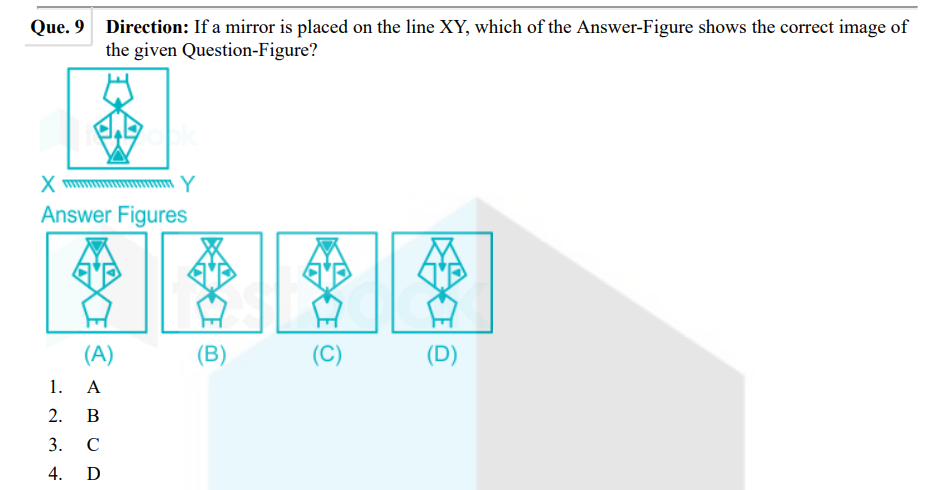 Que. 9 Direction: If a mirror is placed on the line XY, which of the Answer-Figure shows the correct image of
the given Question-Figure?
X Y
Answer Figures
(A) (B) (C) (D)
1. A
2. B
3. C
4. D